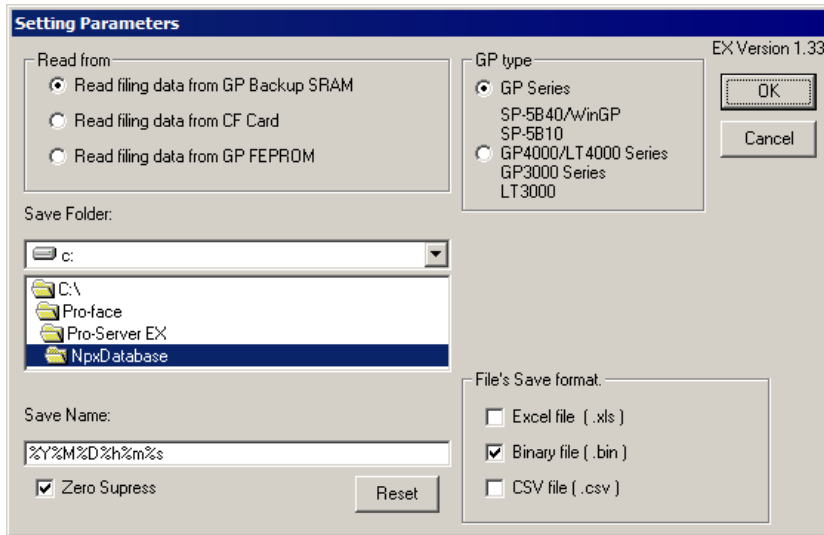 Setting Parameters
EX Version 1.33
Read from
Read filing data from GP Backup SRAM
Read filing data from CF Card
Read filing data from GP FEPROM
GP type
GP Series
SP-5B40/WinGP
SP-5B10
GP4000/LT4000 Series
GP3000 Series
LT3000
OK
Cancel
Save Folder:
c:
C:\
Pro-face
Pro-Server EX
NpxDatabase
Save Name:
%Y%M%D%h%m%s
Zero Supress
Reset
File's Save format.
Excel file ( .xls )
Binary file ( .bin )
CSV file ( .csv )